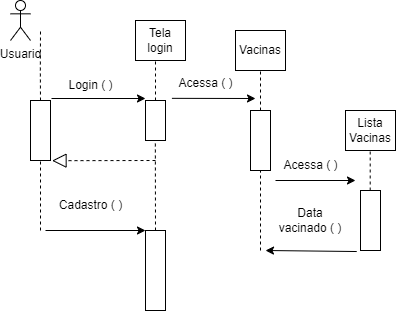 Usuario
Tela
login
Vacinas
Lista
Vacinas
Login ( )
Acessa ( )
Acessa ( )
Cadastro ( )
Data
vacinado ( )